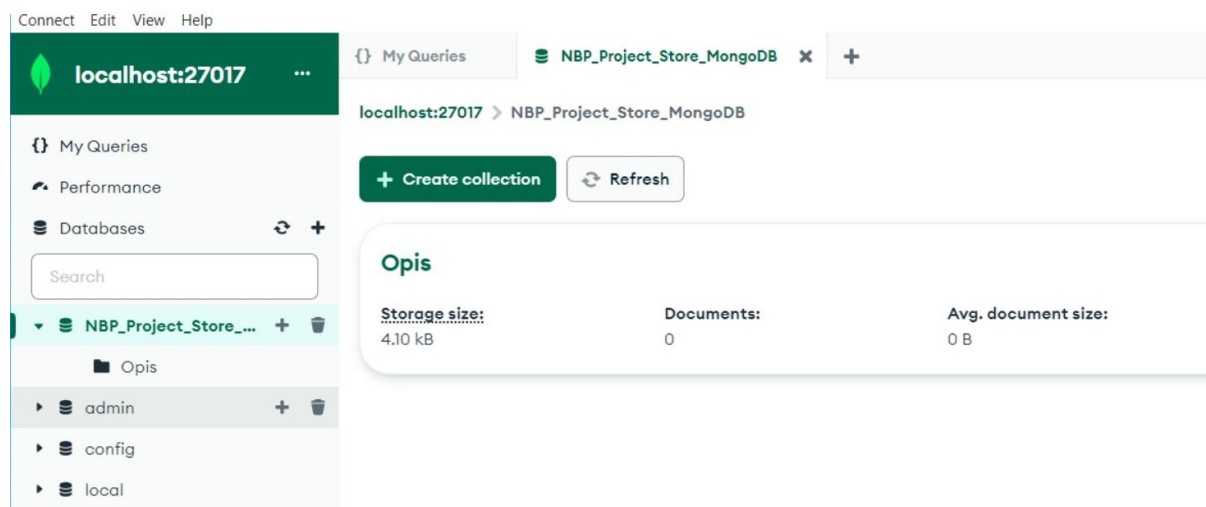 Connect Edit View Help
localhost:27017 ...
{} My Queries
Performance
Databases
Search
NBP_Project_Store_...
Opis
admin
config
local
{} My Queries
NBP_Project_Store_MongoDB
localhost:27017 > NBP_Project_Store_MongoDB
+ Create collection
Refresh
Opis
Storage size: Documents: Avg. document size:
4.10 kB 0 0 B